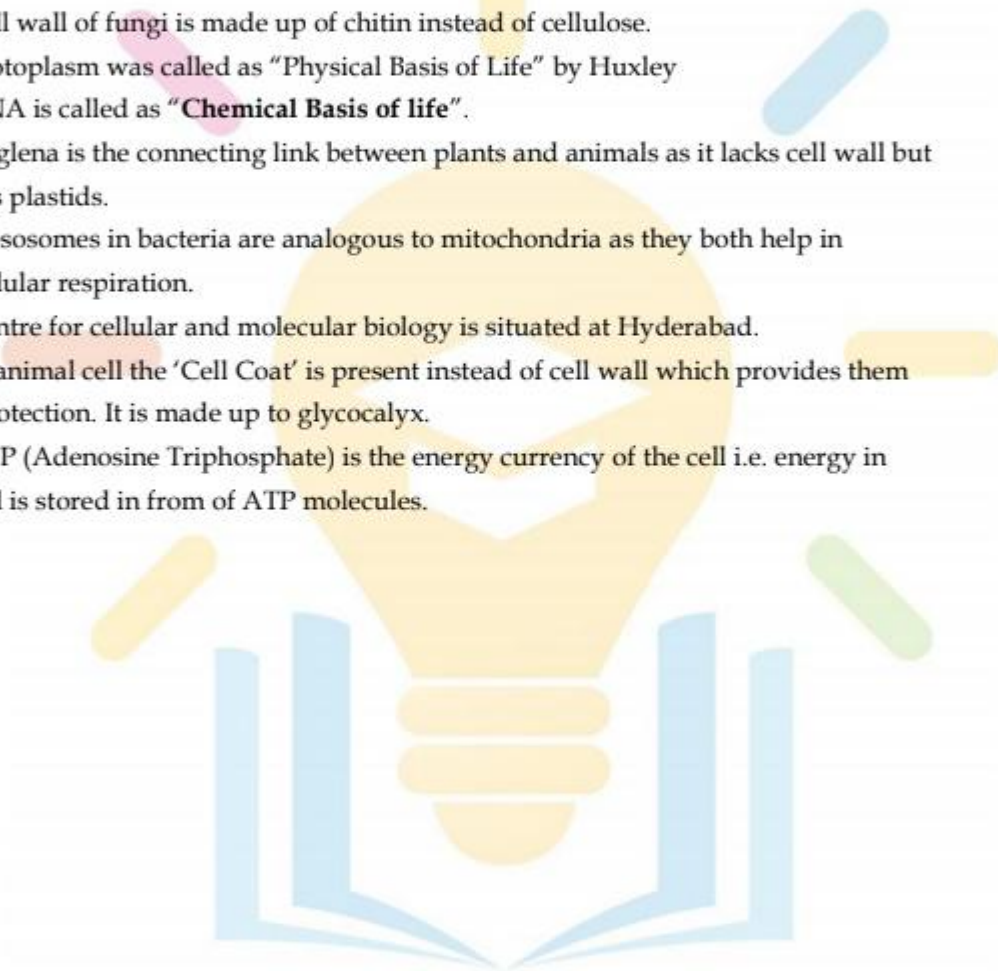 ll wall of fungi is made up of chitin instead of cellulose.
otoplasm was called as “Physical Basis of Life” by Huxley
NA is called as “Chemical Basis of life”.
glena is the connecting link between plants and animals as it lacks cell wall but
s plastids.
sosomes in bacteria are analogous to mitochondria as they both help in
lular respiration.
ntre for cellular and molecular biology is situated at Hyderabad.
animal cell the ‘Cell Coat’ is present instead of cell wall which provides them
otection. It is made up to glycocalyx.
P (Adenosine Triphosphate) is the energy currency of the cell i.e. energy in
l is stored in from of ATP molecules.